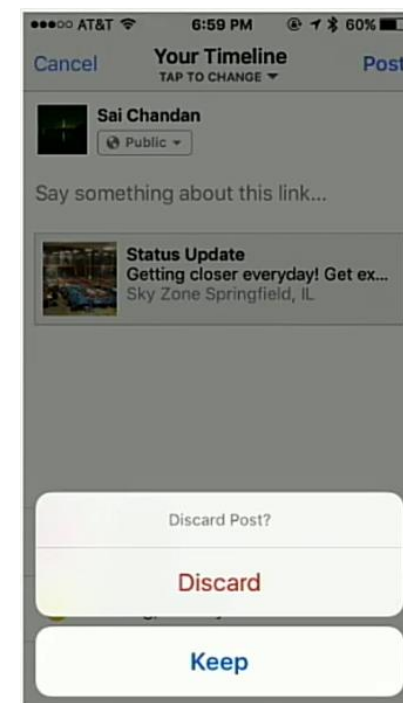 AT&T 6:59 PM 60%
Cancel Your Timeline Post
TAP TO CHANGE
Sai Chandan
Public
Say something about this link...
Status Update
Getting closer everyday! Get ex...
Sky Zone Springfield, IL
Discard Post?
Discard
Keep